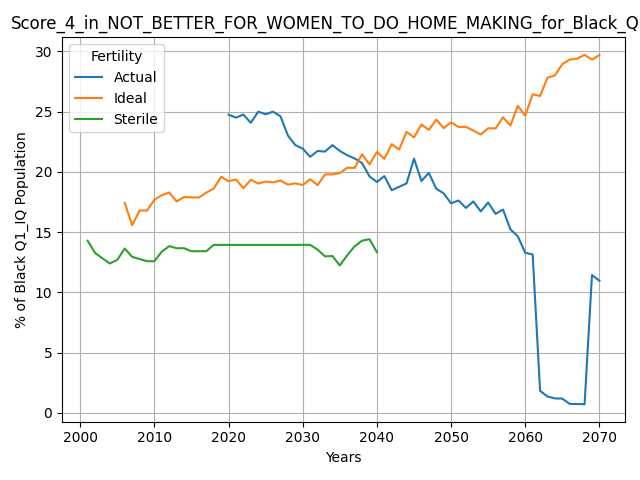 Score_4_in_NOT_BETTER_FOR_WOMEN_TO_DO_HOME_MAKING_for_Black_Q
30
25
20
15
10
5
0
% of Black Q1_IQ Population
Fertility
Actual
Ideal
Sterile
2000 2010 2020 2030 2040 2050 2060 2070
Years